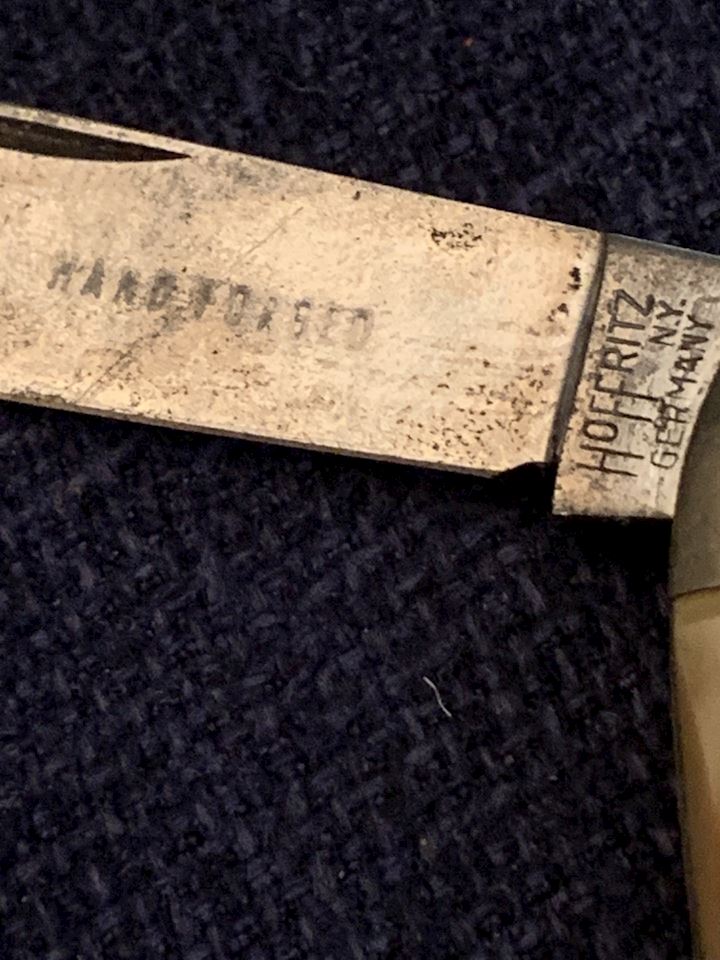 HAND FORGED
HOFFRITZ
N.Y.
GERMANY